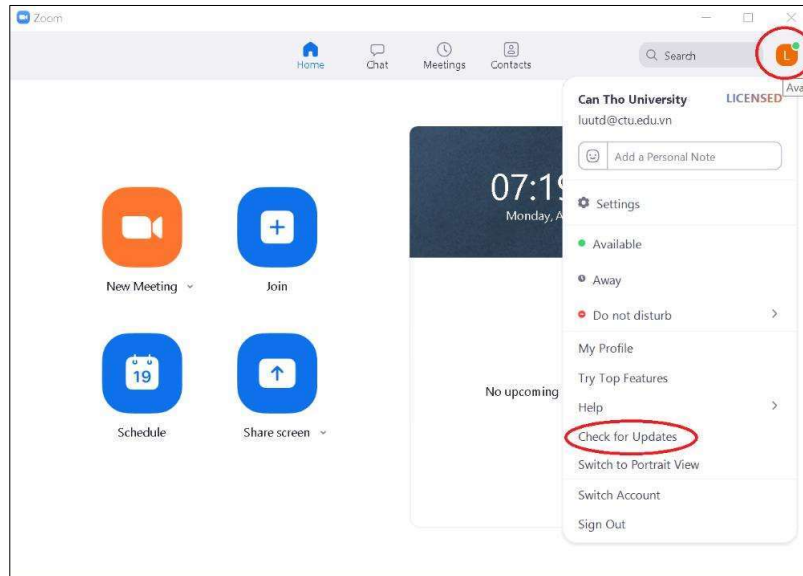 Zoom
Home
Chat
Meetings
Contacts
Search
L
Ava
Can Tho University LICENSED
luutd@ctu.edu.vn
Add a Personal Note
Settings
Available
Away
Do not disturb
My Profile
Try Top Features
Help
Check for Updates
Switch to Portrait View
Switch Account
Sign Out
07:19
Monday, A
No upcoming
New Meeting
Join
19
Schedule
Share screen